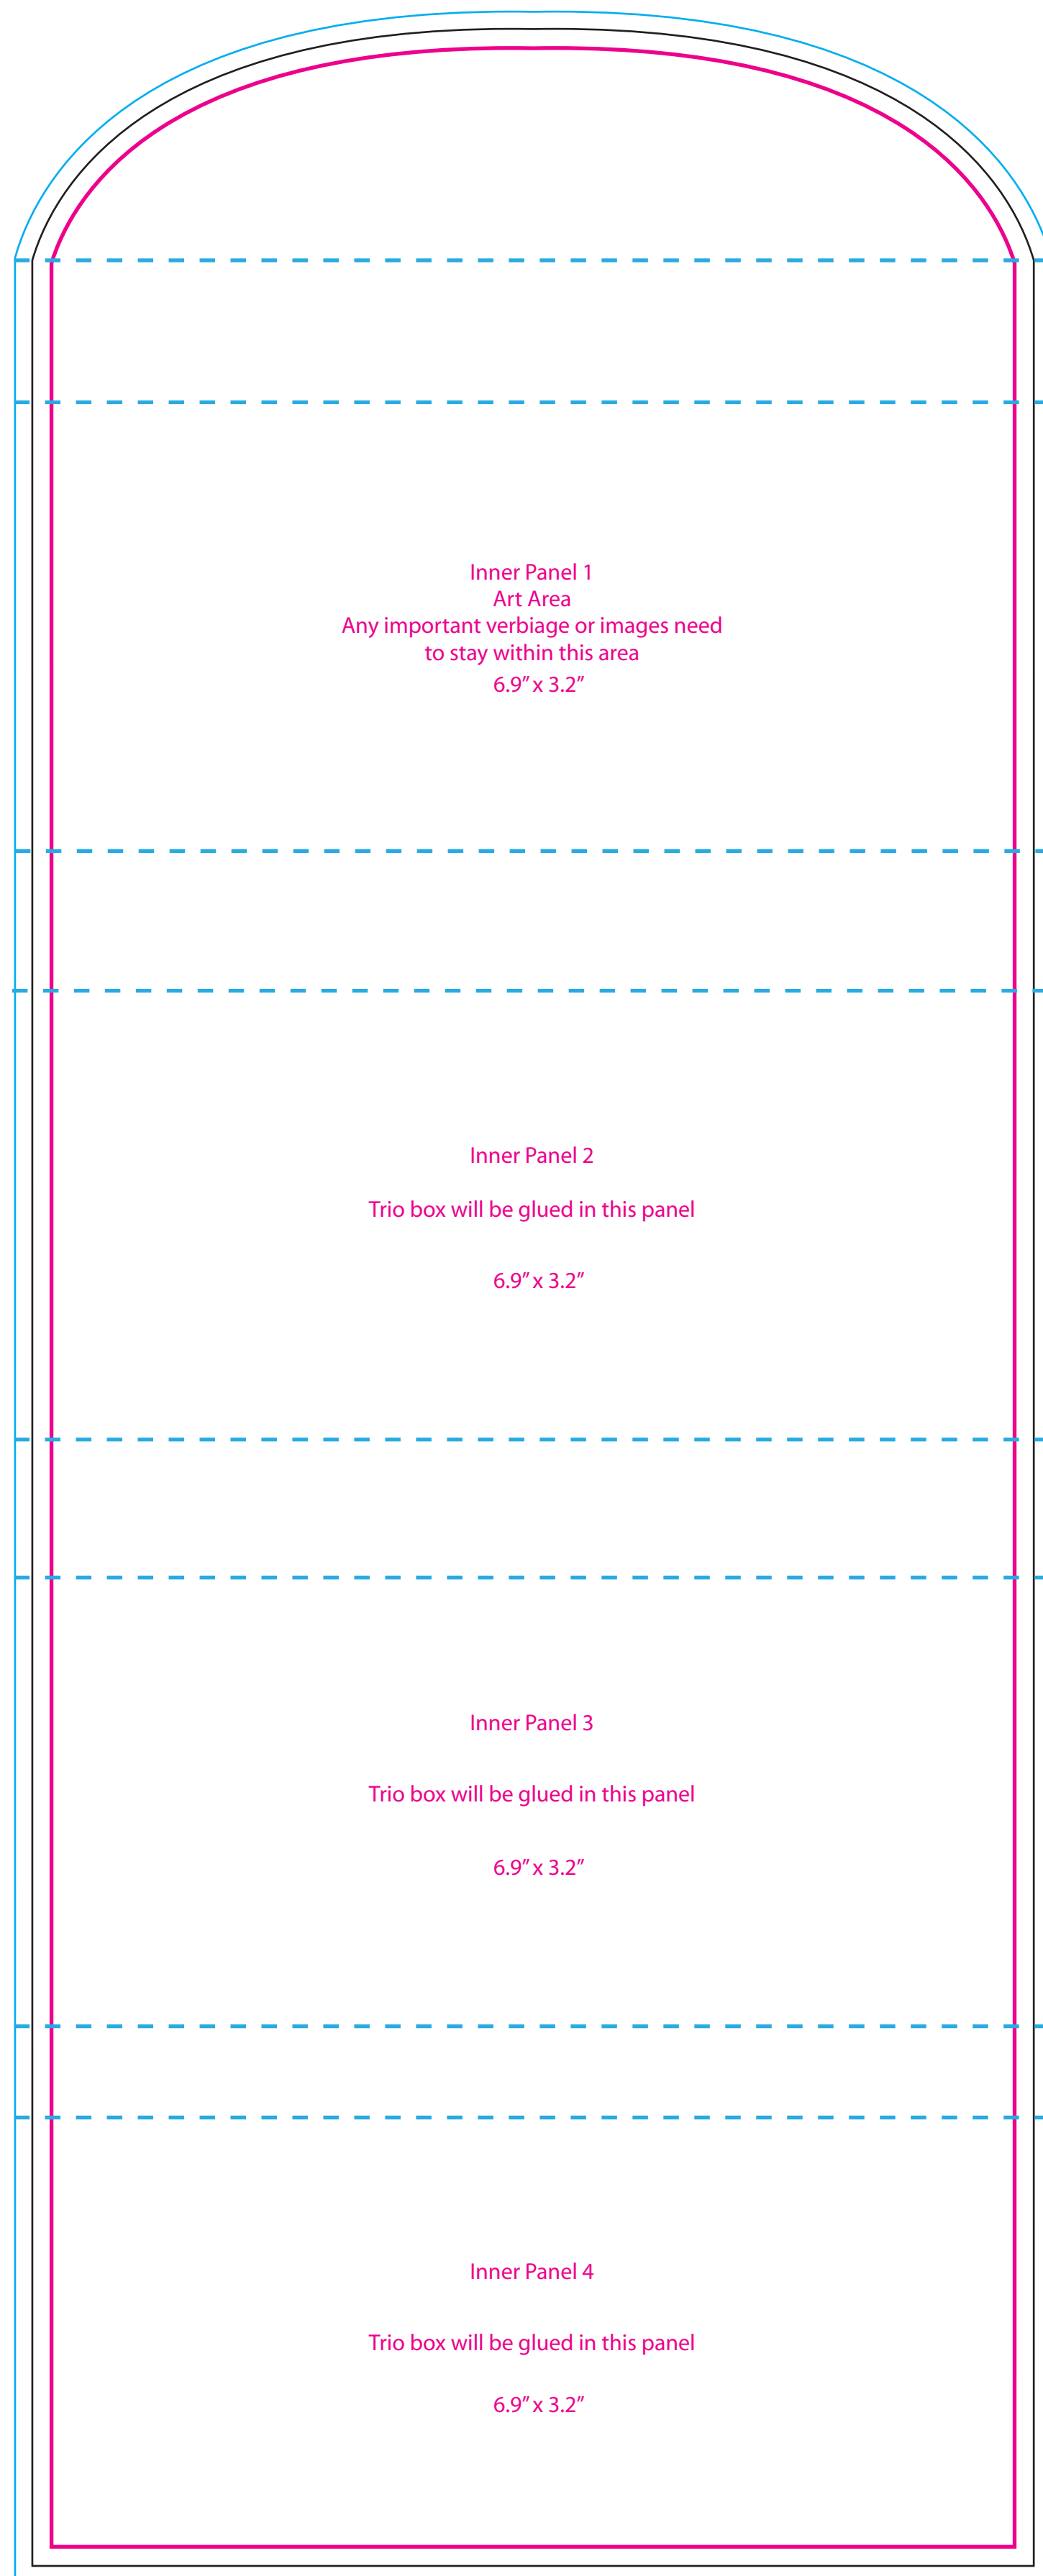 Inner Panel 1
Art Area
Any important verbiage or images need
to stay within this area
6.9” x 3.2”
Inner Panel 2
Trio box will be glued in this panel
6.9” x 3.2”
Inner Panel 3
Trio box will be glued in this panel
6.9” x 3.2”
Inner Panel 4
Trio box will be glued in this panel
6.9” x 3.2”